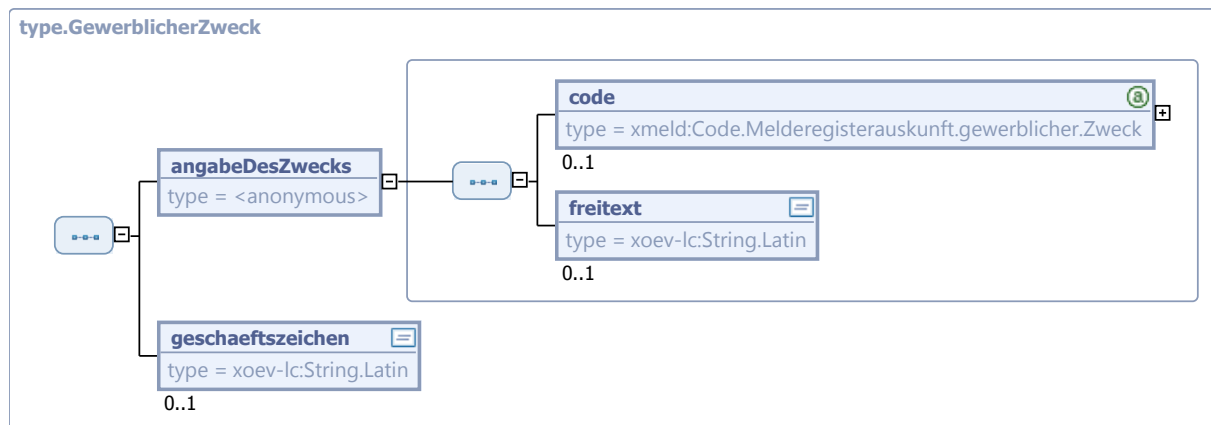 type.GewerblicherZweck
code
type = xmeld:Code.Melderegisterauskunft.gewerblicher.Zweck
0..1
angabeDesZwecks
type = <anonymous>
freitext
type = xoev-lc:String.Latin
0..1
geschaeftszeichen
type = xoev-lc:String.Latin
0..1